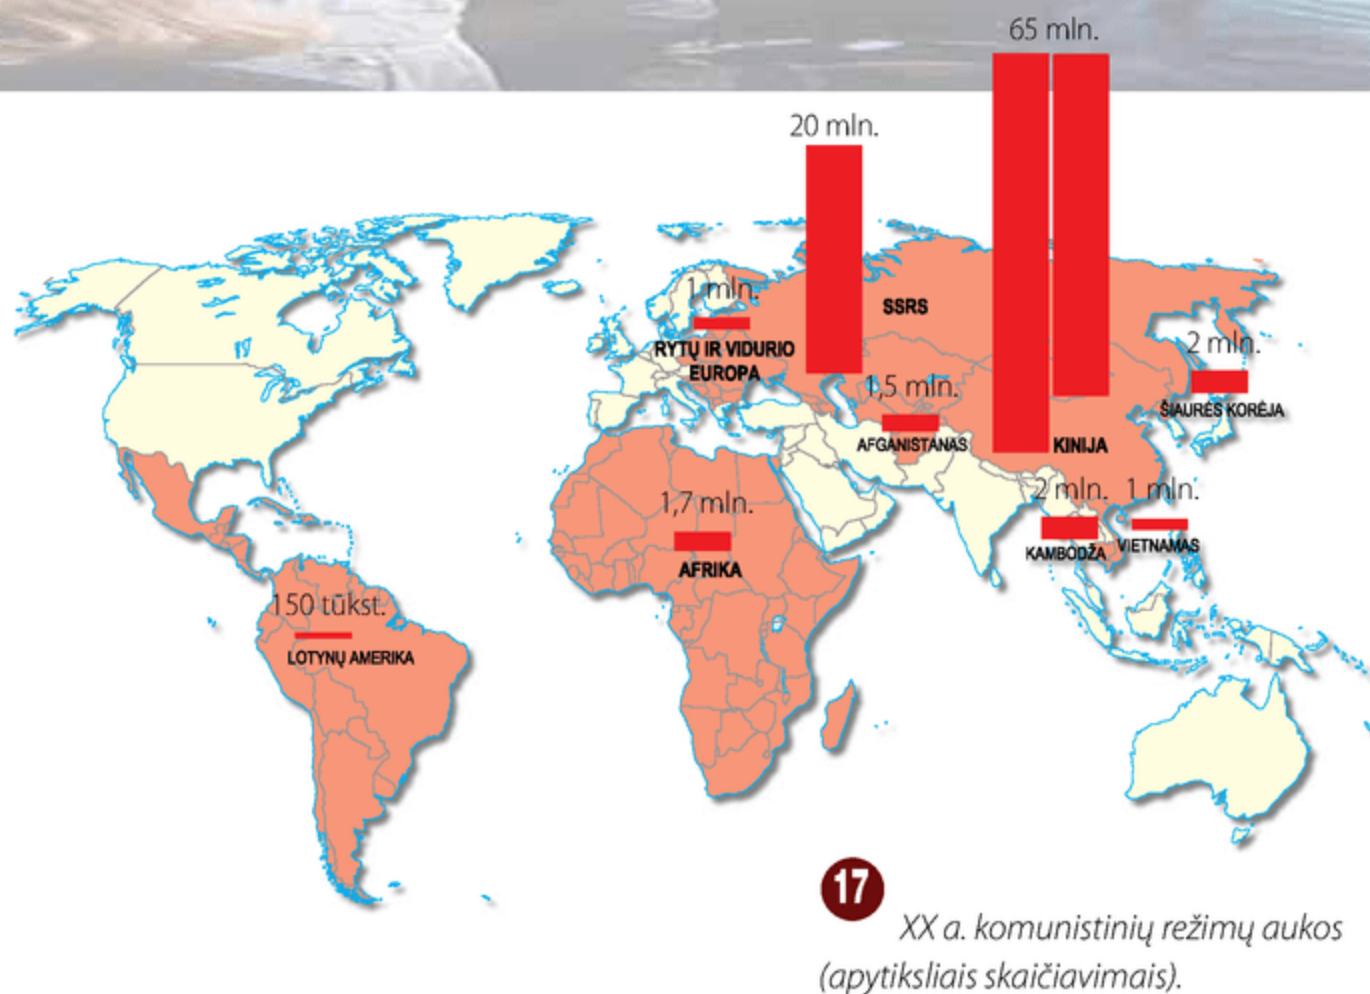 65 mln.
20 mln.
1 mln.
SSRS
RYTŲ IR VIDURIO
EUROPA
2 mln.
ŠIAURĖS KORĖJA
1,5 mln.
AFGANISTANAS
KINIJA
1,7 mln.
AFRIKA
2 mln.
KAMBODŽA
1 mln.
VIETNAMAS
150 tūkst.
LOTYNŲ AMERIKA
17
XX a. komunistinių režimų aukos
(apytiksliais skaičiavimais).